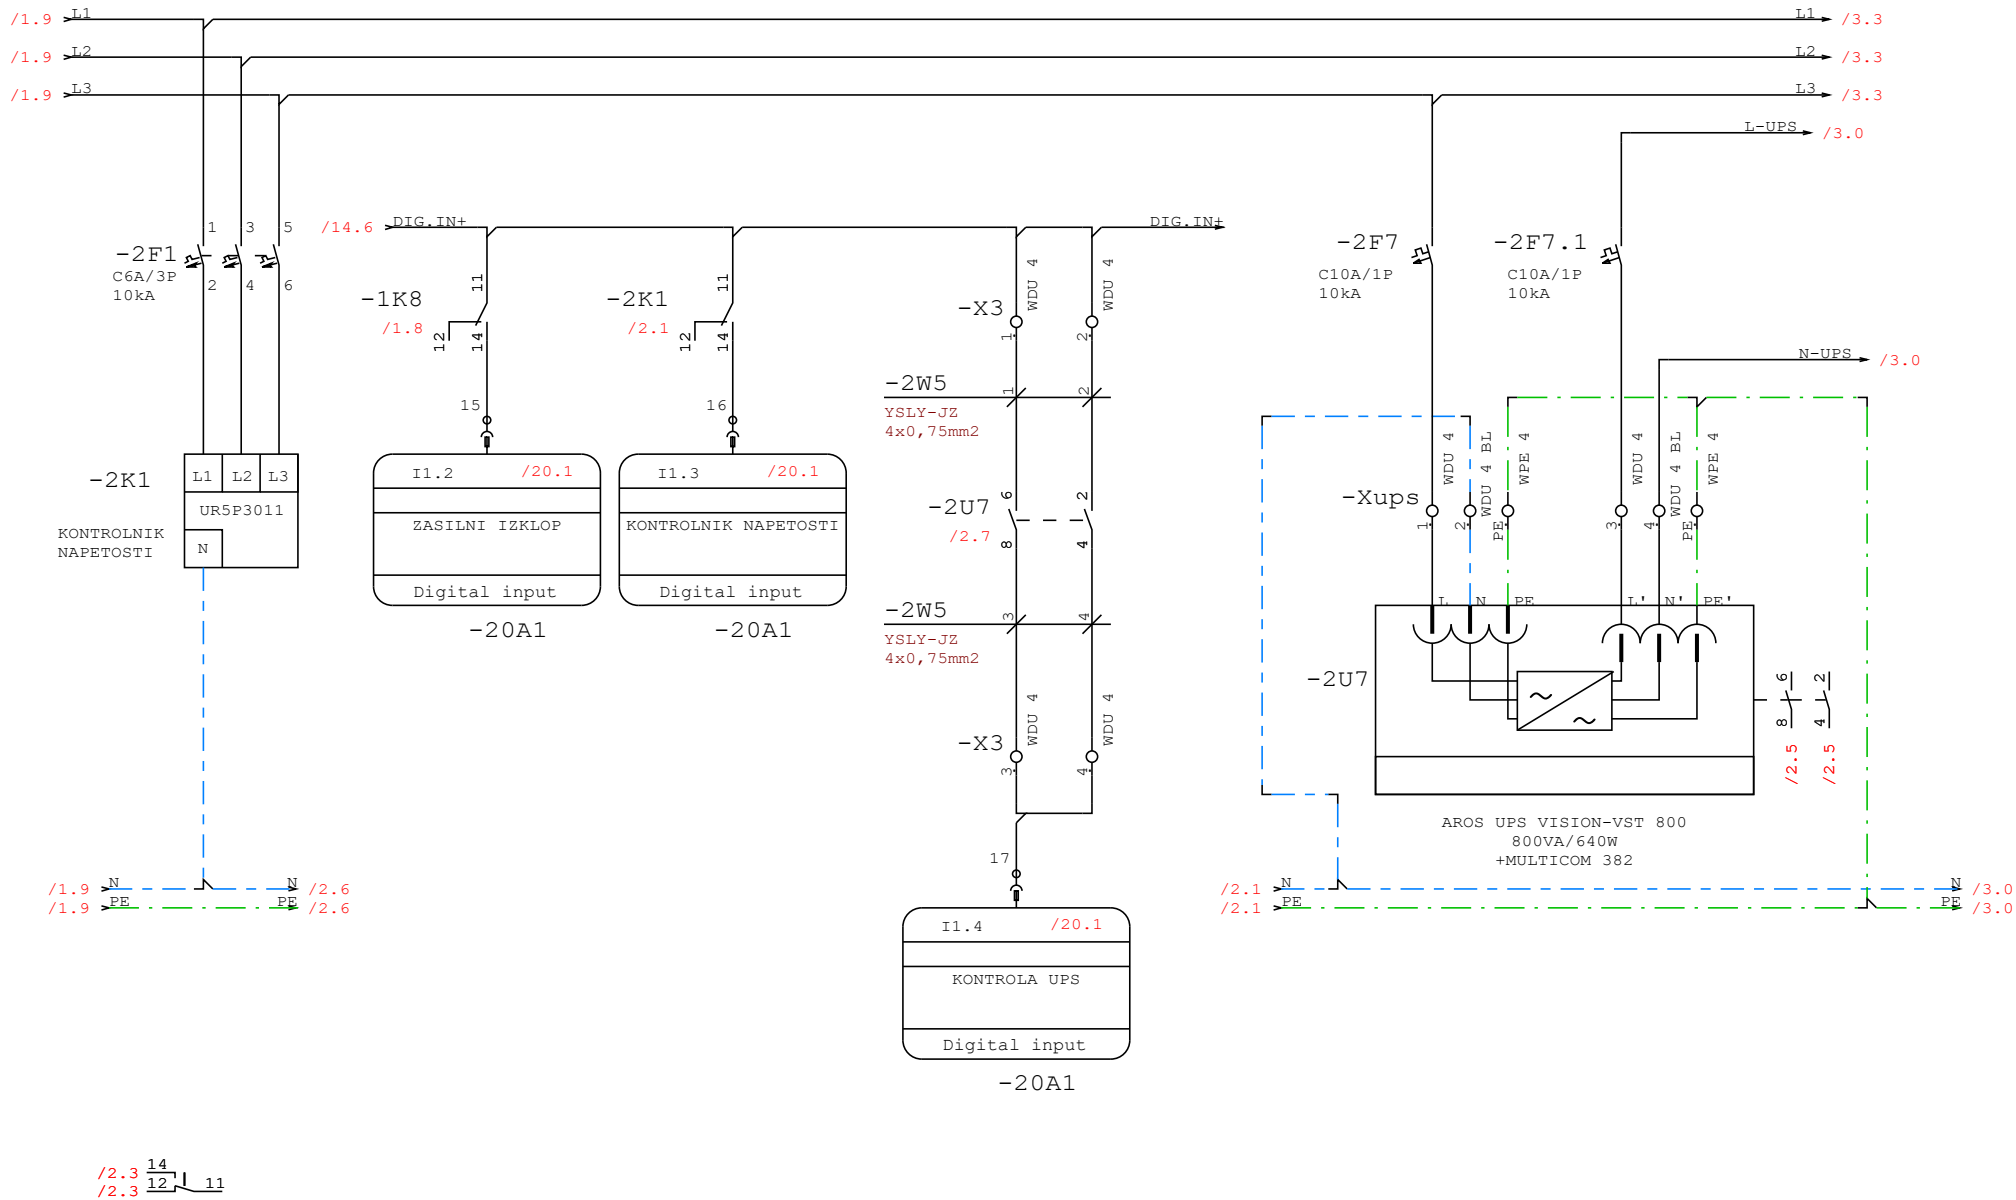 /1.9 L1 L1 /3.3
/1.9 L2 L2 /3.3
/1.9 L3 L3 /3.3
L-UPS /3.0
/14.6 DIG.IN+ DIG.IN+
1 3 5
-2F1
C6A/3P
10kA
2 4 6
-1K8
/1.8
11
12
14
15
-2K1
/2.1
11
12
14
16
-X3
WDU 4
WDU 4
1
2
-2W5
YSLY-JZ
4x0,75mm2
1
2
-2U7
/2.7
6
8
2
4
-2W5
YSLY-JZ
4x0,75mm2
3
4
-X3
WDU 4
WDU 4
3
4
17
-2F7
C10A/1P
10kA
-2F7.1
C10A/1P
10kA
N-UPS /3.0
-2K1
L1 L2 L3
UR5P3011
N
KONTROLNIK
NAPETOSTI
I1.2 /20.1
ZASILNI IZKLOP
Digital input
-20A1
I1.3 /20.1
KONTROLNIK NAPETOSTI
Digital input
-20A1
I1.4 /20.1
KONTROLA UPS
Digital input
-20A1
-Xups
WDU 4
WDU 4 BL
WPE 4
WDU 4
WDU 4 BL
WPE 4
1
2
PE
3
4
PE
L N PE L' N' PE'
-2U7
6
8
/2.5
2
4
/2.5
AROS UPS VISION-VST 800
800VA/640W
+MULTICOM 382
/1.9 N N /2.6
/1.9 PE PE /2.6
/2.1 N N /3.0
/2.1 PE PE /3.0
/2.3 14
/2.3 12 11